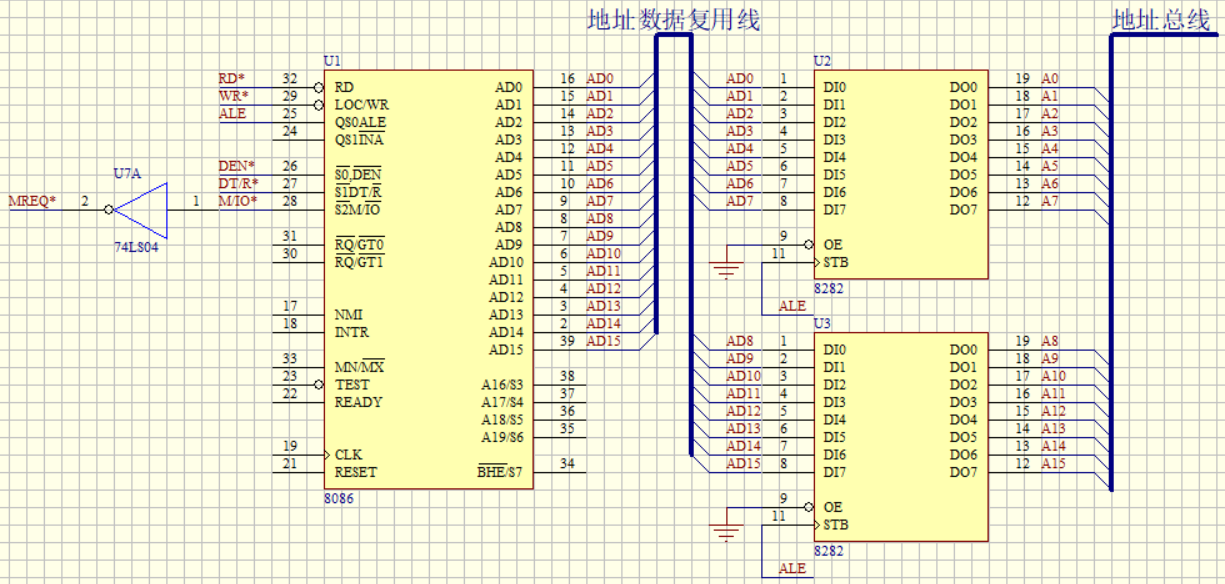 地址数据复用线
地址总线
U1
U2
RD* 32 RD AD0 16 AD0
WR* 29 LOC/WR AD1 15 AD1
ALE 25 QS0ALE AD2 14 AD2
24 QS1INA AD3 13 AD3
AD4 12 AD4
DEN* 26 S0,DEN AD5 11 AD5
DT/R* 27 S1DT/R AD6 10 AD6
M/IO* 28 S2M/IO AD7 9 AD7
AD8 8 AD8
31 RQ/GT0 AD9 7 AD9
30 RQ/GT1 AD10 6 AD10
AD11 5 AD11
AD12 4 AD12
17 NMI AD13 3 AD13
18 INTR AD14 2 AD14
AD15 39 AD15
33 MN/MX
23 TEST A16/S3 38
22 READY A17/S4 37
A18/S5 36
A19/S6 35
19 CLK
21 RESET BHE/S7 34
8086
U7A
MREQ* 2 1
74LS04
AD0 1 DI0 DO0 19 A0
AD1 2 DI1 DO1 18 A1
AD2 3 DI2 DO2 17 A2
AD3 4 DI3 DO3 16 A3
AD4 5 DI4 DO4 15 A4
AD5 6 DI5 DO5 14 A5
AD6 7 DI6 DO6 13 A6
AD7 8 DI7 DO7 12 A7
9 OE
11 STB
8282
ALE
U3
AD8 1 DI0 DO0 19 A8
AD9 2 DI1 DO1 18 A9
AD10 3 DI2 DO2 17 A10
AD11 4 DI3 DO3 16 A11
AD12 5 DI4 DO4 15 A12
AD13 6 DI5 DO5 14 A13
AD14 7 DI6 DO6 13 A14
AD15 8 DI7 DO7 12 A15
9 OE
11 STB
8282
ALE